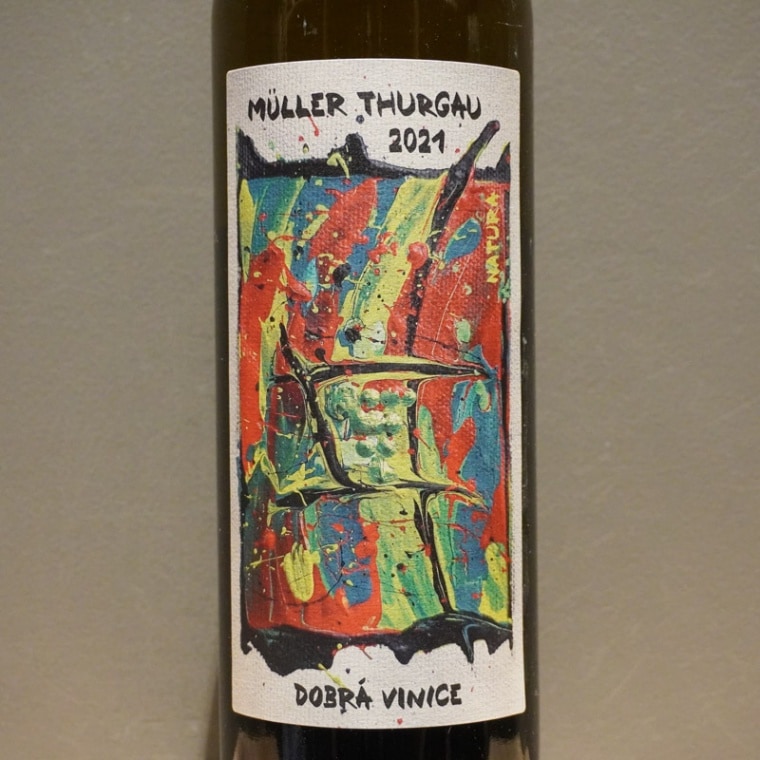 MÜLLER THURGAU
2021
NATURA
DOBRÁ VINICE